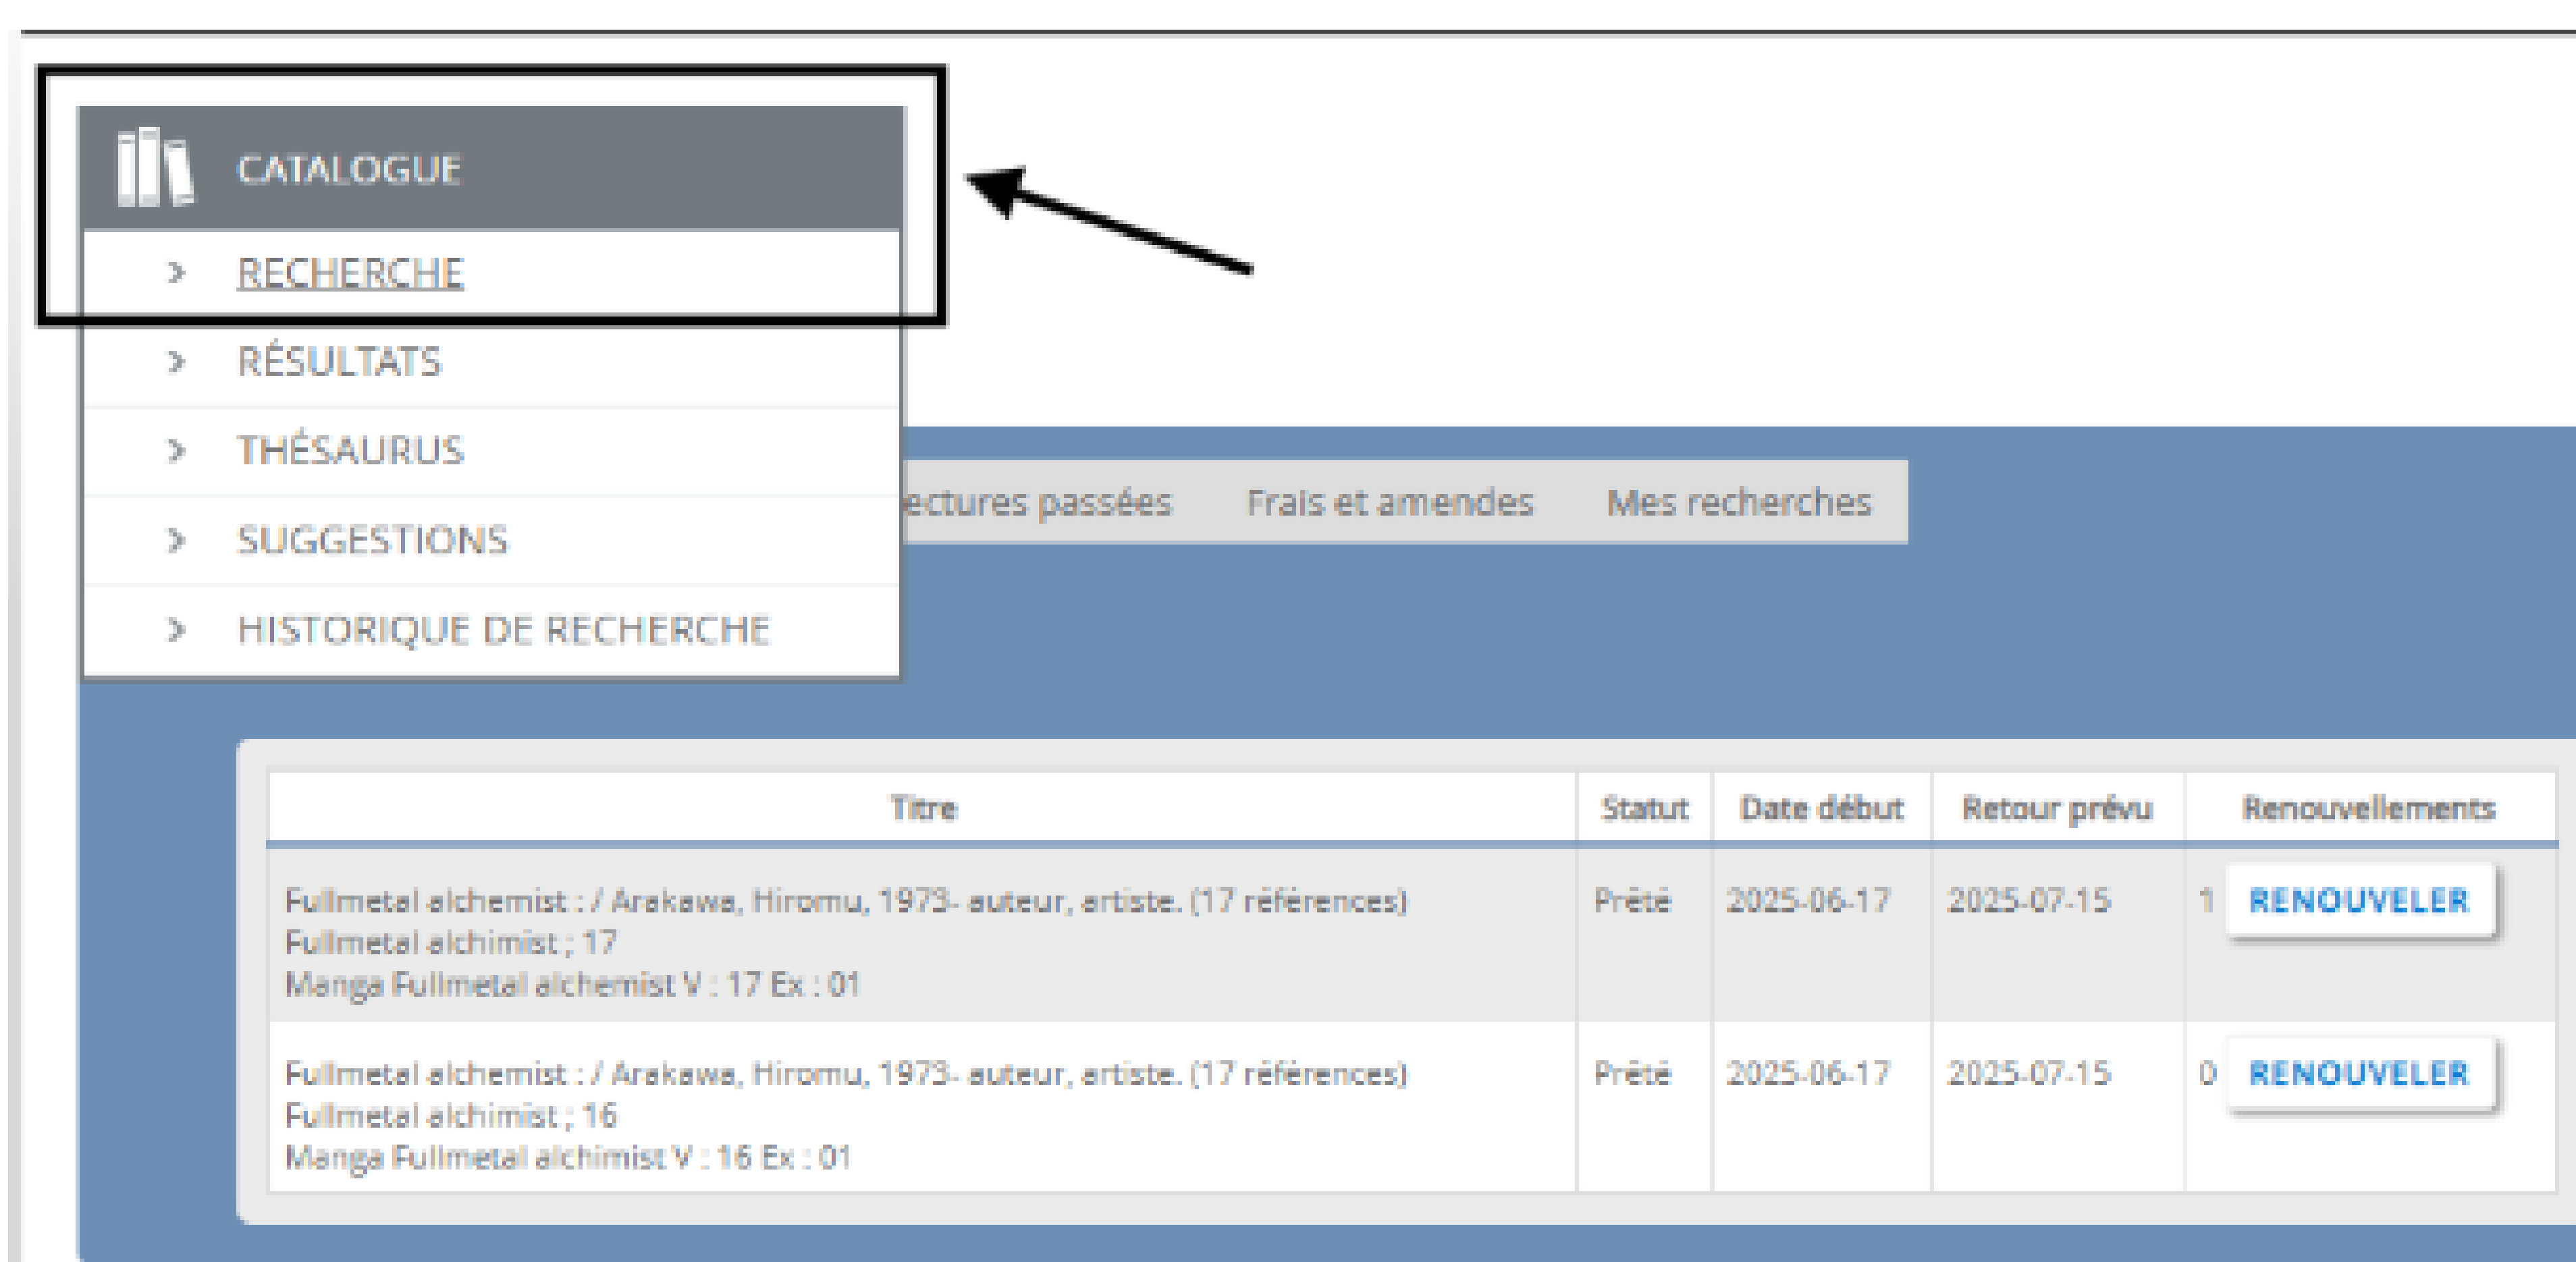 CATALOGUE
RECHERCHE
RÉSULTATS
THÉSAURUS
SUGGESTIONS
HISTORIQUE DE RECHERCHE
ectures passées Frais et amendes Mes recherches
Titre Statut Date début Retour prévu Renouvellements
Fullmetal alchemist : / Arakawa, Hiromu, 1973- auteur, artiste. (17 références) Prêté 2025-06-17 2025-07-15 1 RENOUVELER
Fullmetal alchimist ; 17
Manga Fullmetal alchemist V : 17 Ex : 01
Fullmetal alchemist : / Arakawa, Hiromu, 1973- auteur, artiste. (17 références) Prêté 2025-06-17 2025-07-15 0 RENOUVELER
Fullmetal alchimist ; 16
Manga Fullmetal alchimist V : 16 Ex : 01